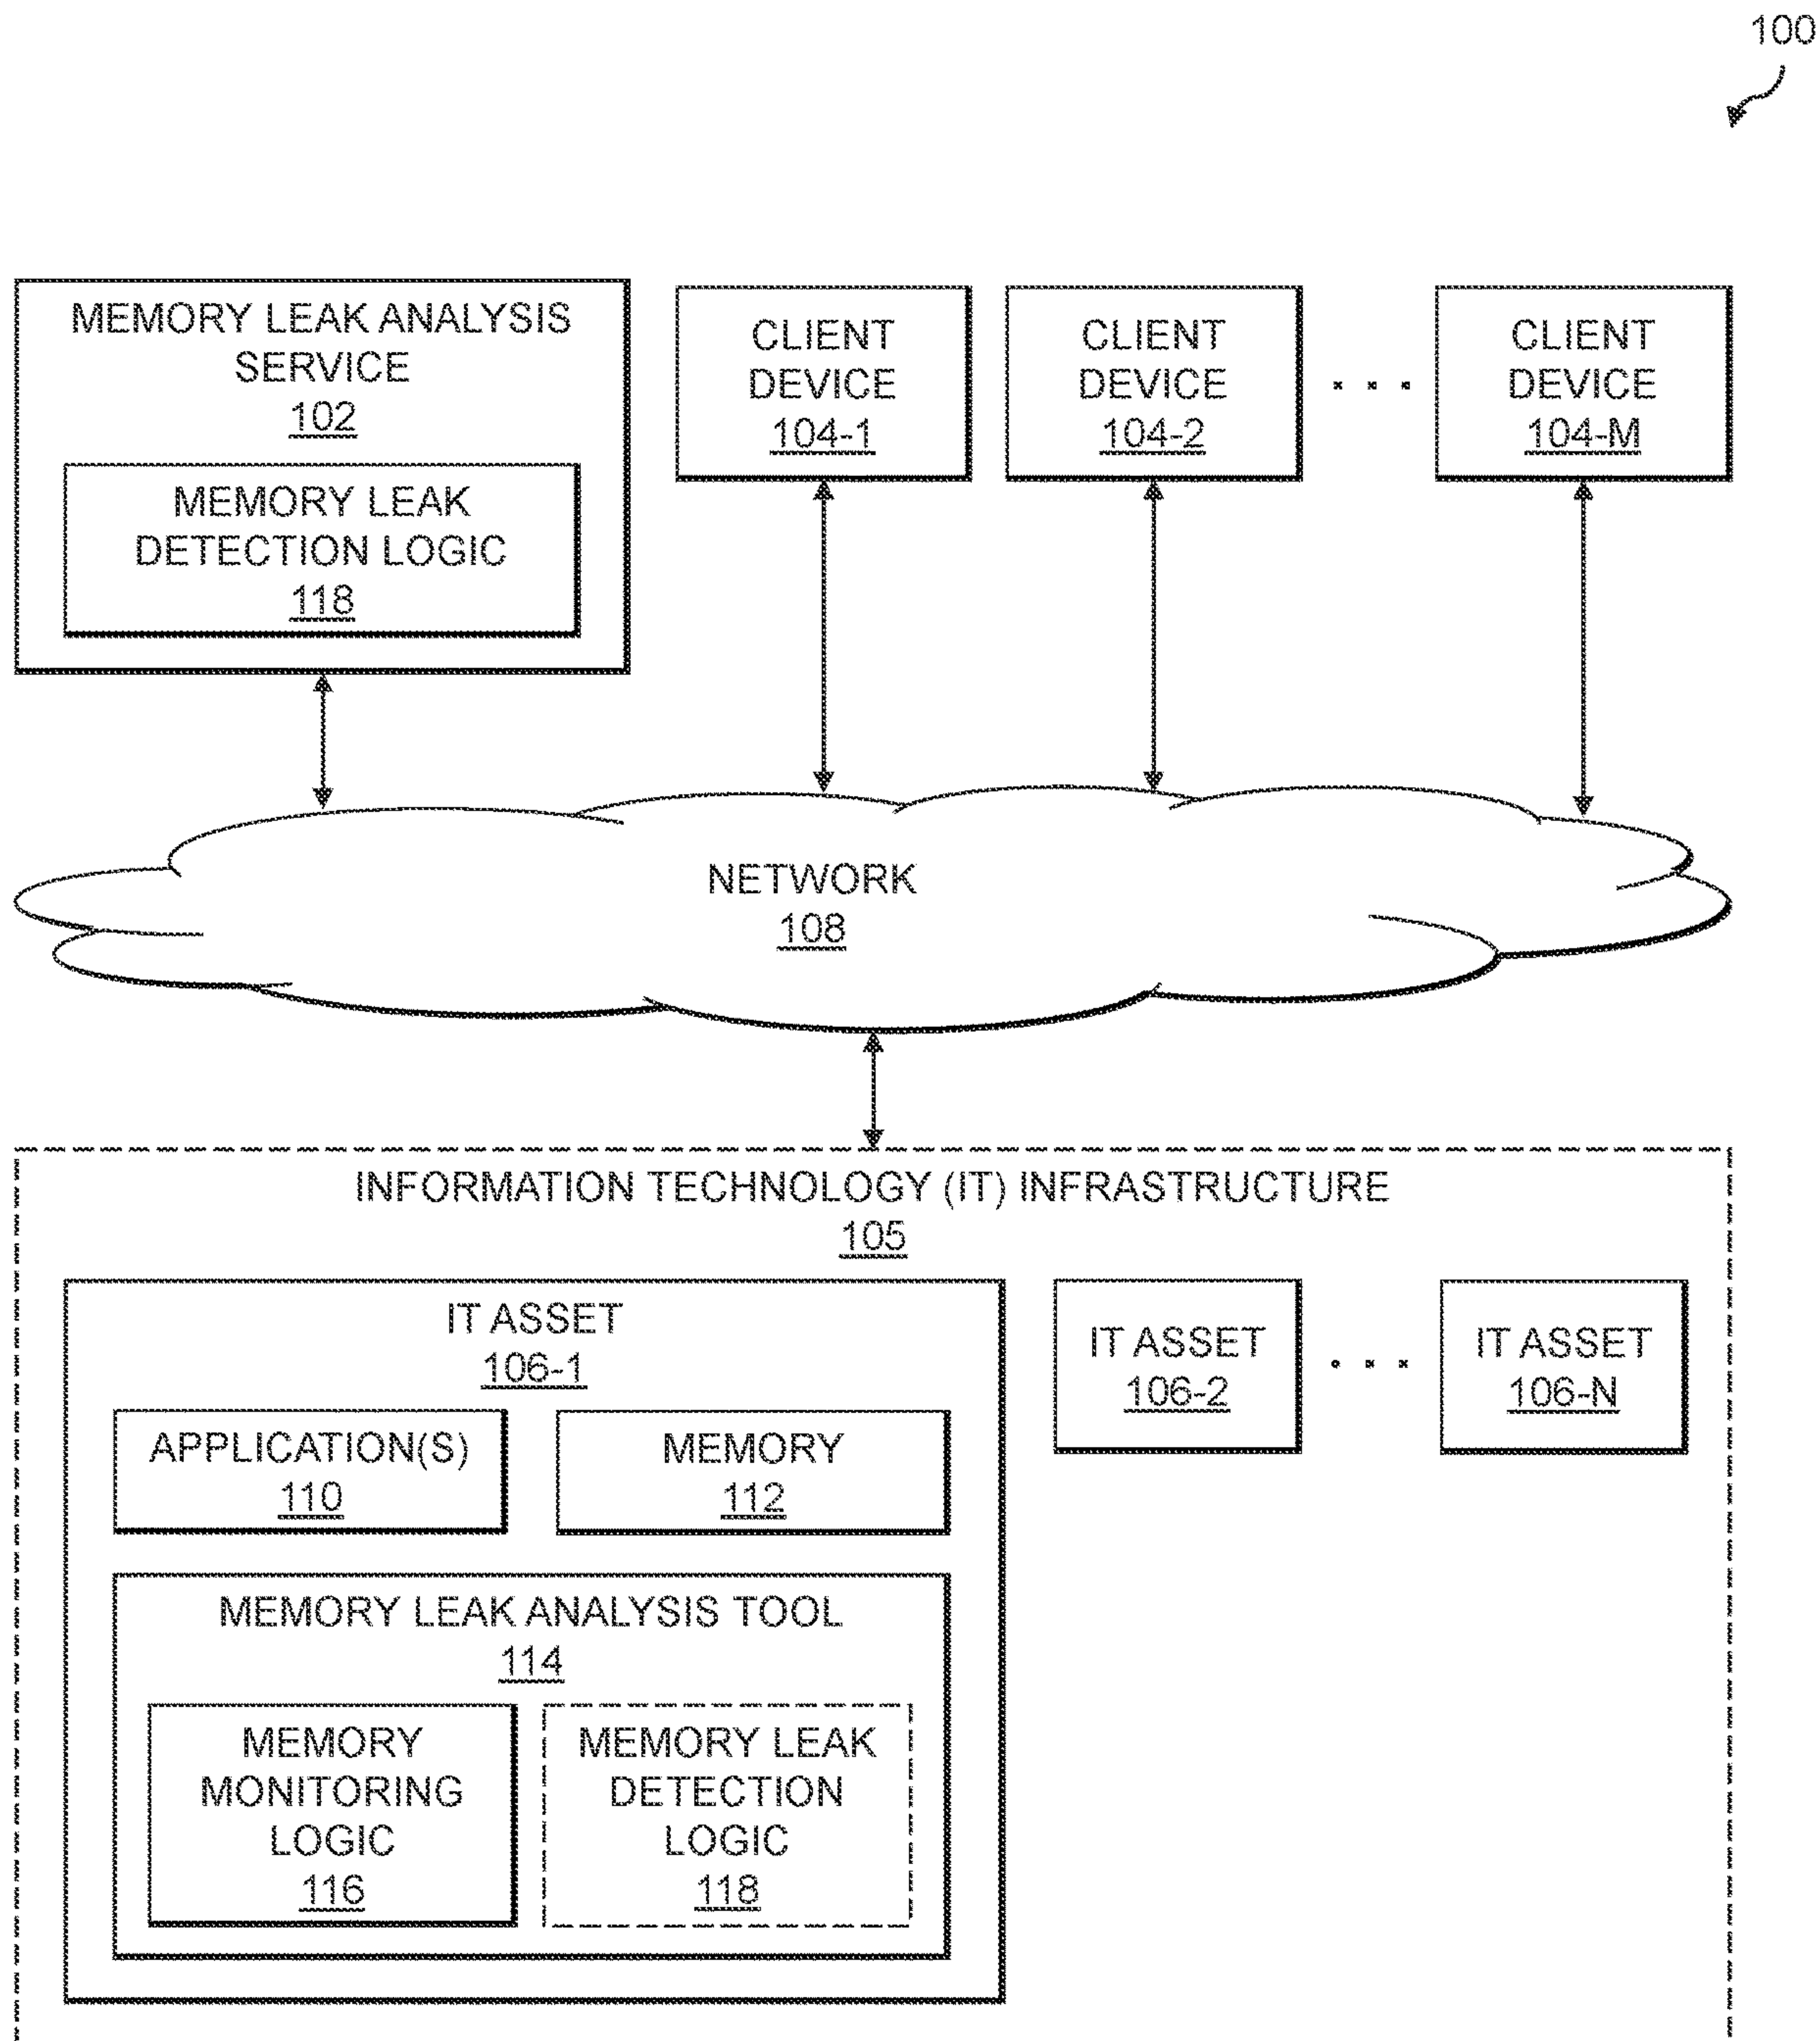 100
MEMORY LEAK ANALYSIS
SERVICE
102
MEMORY LEAK
DETECTION LOGIC
118
CLIENT
DEVICE
104-1
CLIENT
DEVICE
104-2
. . .
CLIENT
DEVICE
104-M
NETWORK
108
INFORMATION TECHNOLOGY (IT) INFRASTRUCTURE
105
IT ASSET
106-1
APPLICATION(S)
110
MEMORY
112
MEMORY LEAK ANALYSIS TOOL
114
MEMORY
MONITORING
LOGIC
116
MEMORY LEAK
DETECTION
LOGIC
118
IT ASSET
106-2
. . .
IT ASSET
106-N